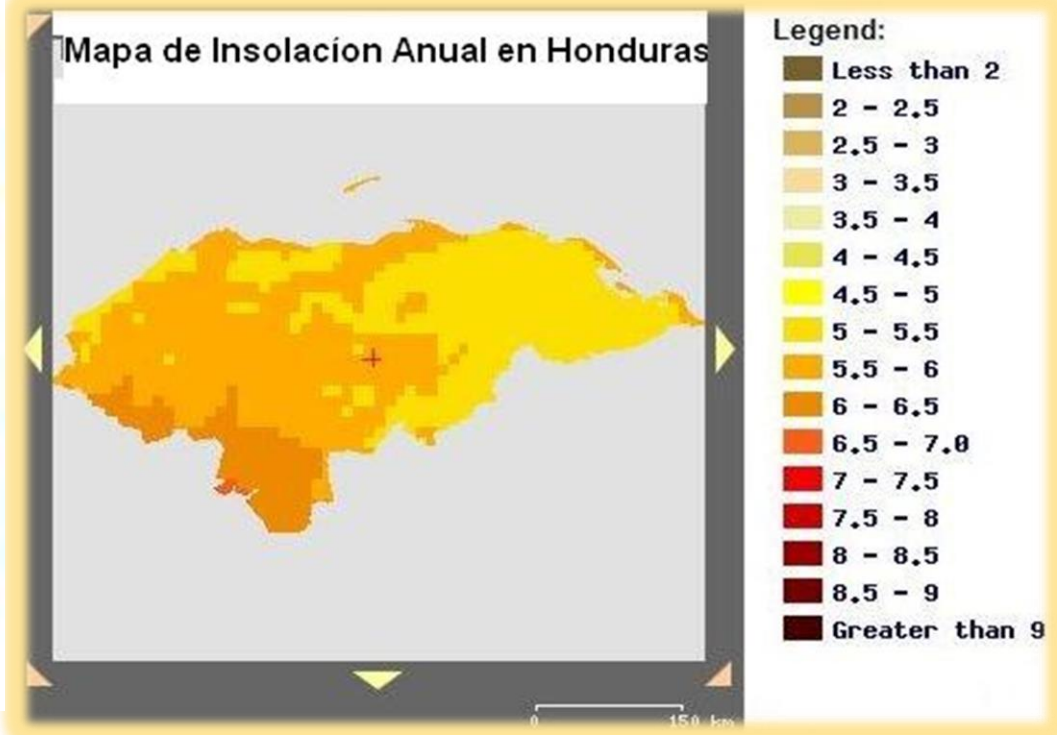 Mapa de Insolacíon Anual en Honduras
Legend:
Less than 2
2 - 2.5
2.5 - 3
3 - 3.5
3.5 - 4
4 - 4.5
4.5 - 5
5 - 5.5
5.5 - 6
6 - 6.5
6.5 - 7.0
7 - 7.5
7.5 - 8
8 - 8.5
8.5 - 9
Greater than 9
0 150 km